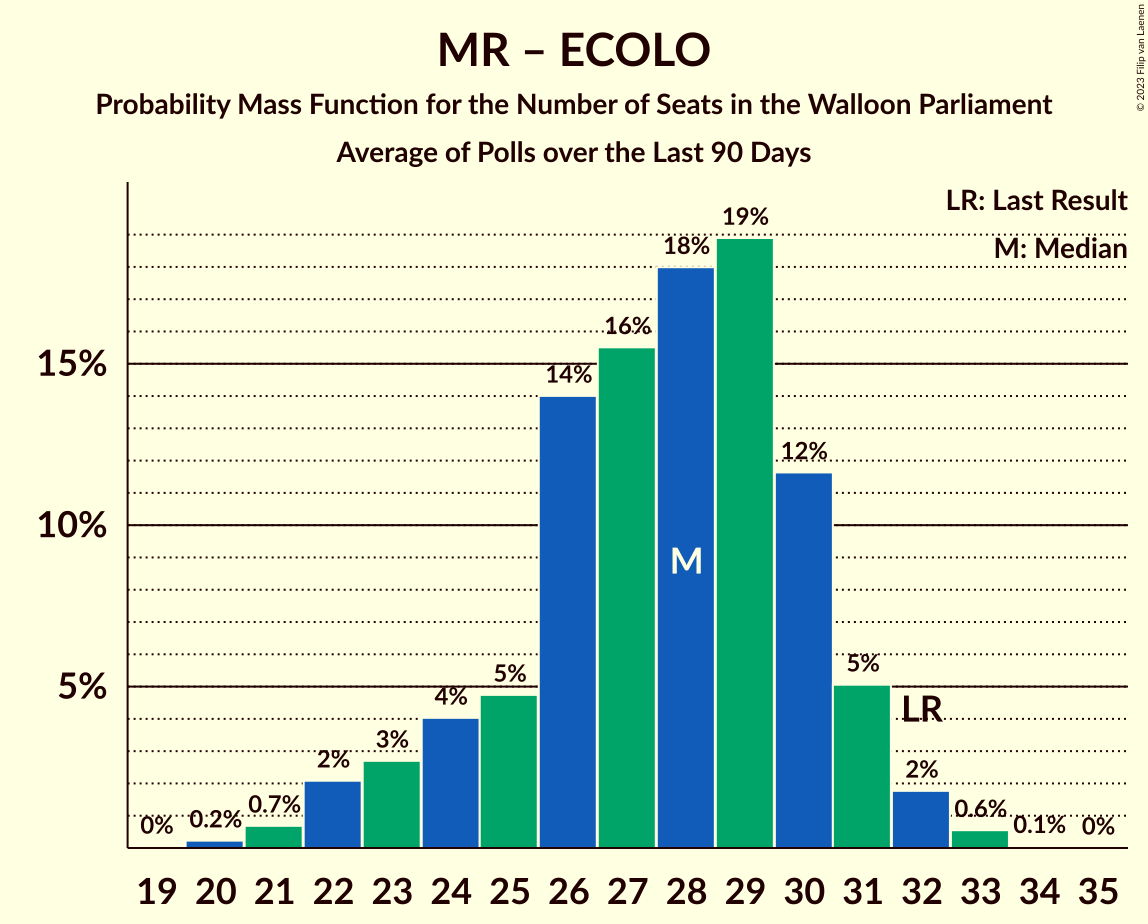 MR – ECOLO
Probability Mass Function for the Number of Seats in the Walloon Parliament
Average of Polls over the Last 90 Days
© 2023 Filip van Laenen
LR: Last Result
M: Median
15%
10%
5%
0%
0.2%
0.7%
2%
3%
4%
5%
14%
16%
18%
19%
12%
5%
2%
0.6%
0.1%
0%
M
LR
19 20 21 22 23 24 25 26 27 28 29 30 31 32 33 34 35